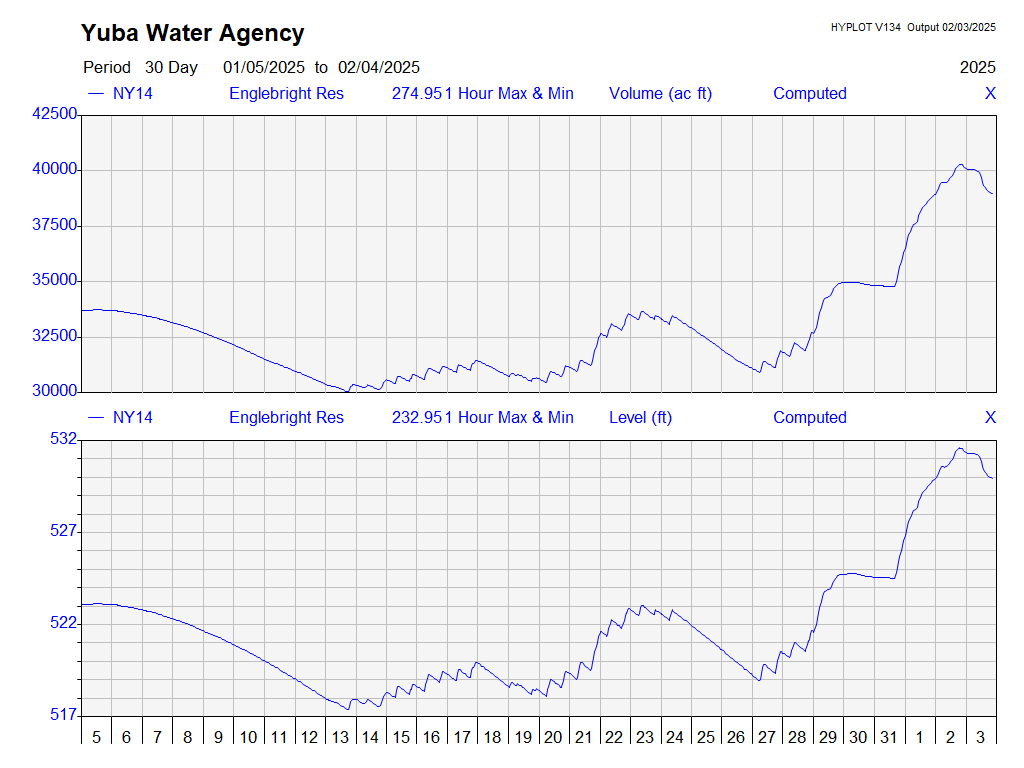 Yuba Water Agency
HYPLOT V134 Output 02/03/2025
Period 30 Day 01/05/2025 to 02/04/2025 2025
NY14 Englebright Res 274.951 Hour Max & Min Volume (ac ft) Computed X
42500
40000
37500
35000
32500
30000
NY14 Englebright Res 232.951 Hour Max & Min Level (ft) Computed X
532
527
522
517
5 6 7 8 9 10 11 12 13 14 15 16 17 18 19 20 21 22 23 24 25 26 27 28 29 30 31 1 2 3